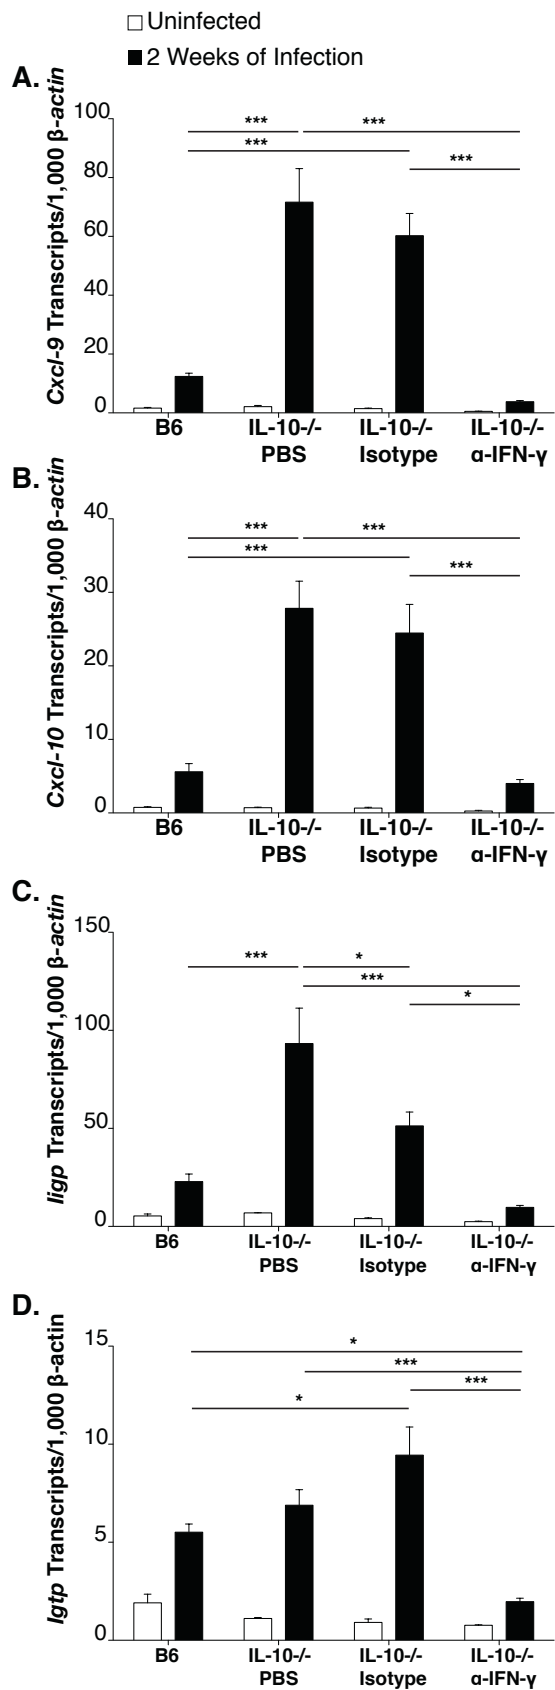 Uninfected
2 Weeks of Infection
A.
Cxcl-9 Transcripts/1,000 β-actin
100
80
60
40
20
0
***
***
***
***
B6
IL-10-/- PBS
IL-10-/- Isotype
IL-10-/- α-IFN-γ
B.
Cxcl-10 Transcripts/1,000 β-actin
40
30
20
10
0
***
***
***
***
B6
IL-10-/- PBS
IL-10-/- Isotype
IL-10-/- α-IFN-γ
C.
Iigp Transcripts/1,000 β-actin
150
100
50
0
***
*
***
*
B6
IL-10-/- PBS
IL-10-/- Isotype
IL-10-/- α-IFN-γ
D.
Igtp Transcripts/1,000 β-actin
15
10
5
0
*
***
***
*
B6
IL-10-/- PBS
IL-10-/- Isotype
IL-10-/- α-IFN-γ